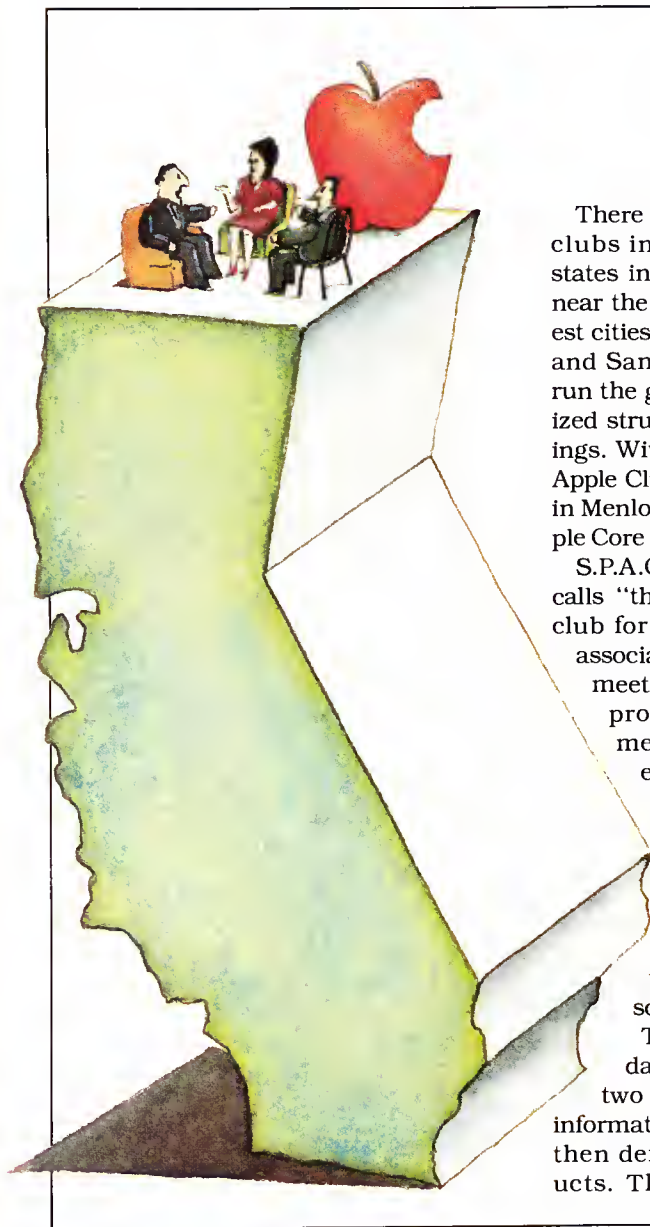 There
clubs in
states in
near the
est cities
and San
run the g
ized stru
ings. Wi
Apple Cl
in Menlo
ple Core
S.P.A.C
calls "th
club for
associa
meet
pro
me
e
so
T
da
two
informat
then de
ucts. Th